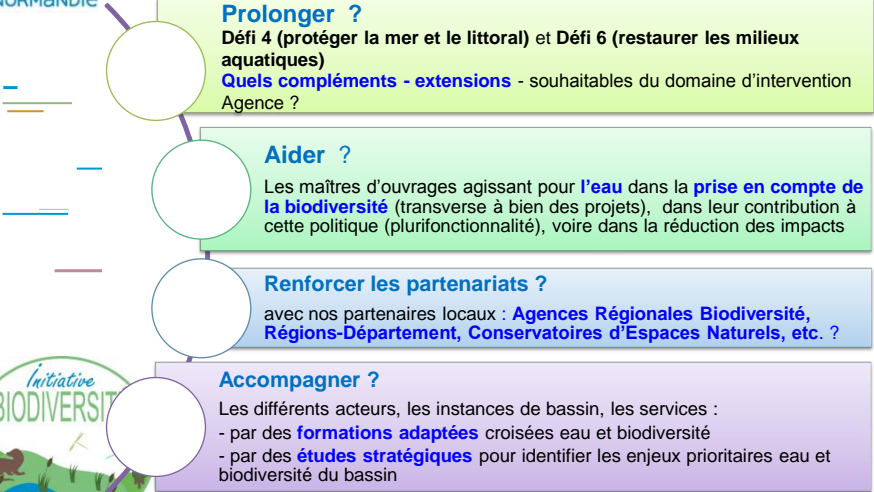 NORMANDIE
Prolonger ?
Défi 4 (protéger la mer et le littoral) et Défi 6 (restaurer les milieux
aquatiques)
Quels compléments - extensions - souhaitables du domaine d’intervention
Agence ?
Aider ?
Les maîtres d’ouvrages agissant pour l’eau dans la prise en compte de
la biodiversité (transverse à bien des projets), dans leur contribution à
cette politique (plurifonctionnalité), voire dans la réduction des impacts
Renforcer les partenariats ?
avec nos partenaires locaux : Agences Régionales Biodiversité,
Régions-Département, Conservatoires d’Espaces Naturels, etc. ?
Initiative
BIODIVERSIT
Accompagner ?
Les différents acteurs, les instances de bassin, les services :
- par des formations adaptées croisées eau et biodiversité
- par des études stratégiques pour identifier les enjeux prioritaires eau et
biodiversité du bassin